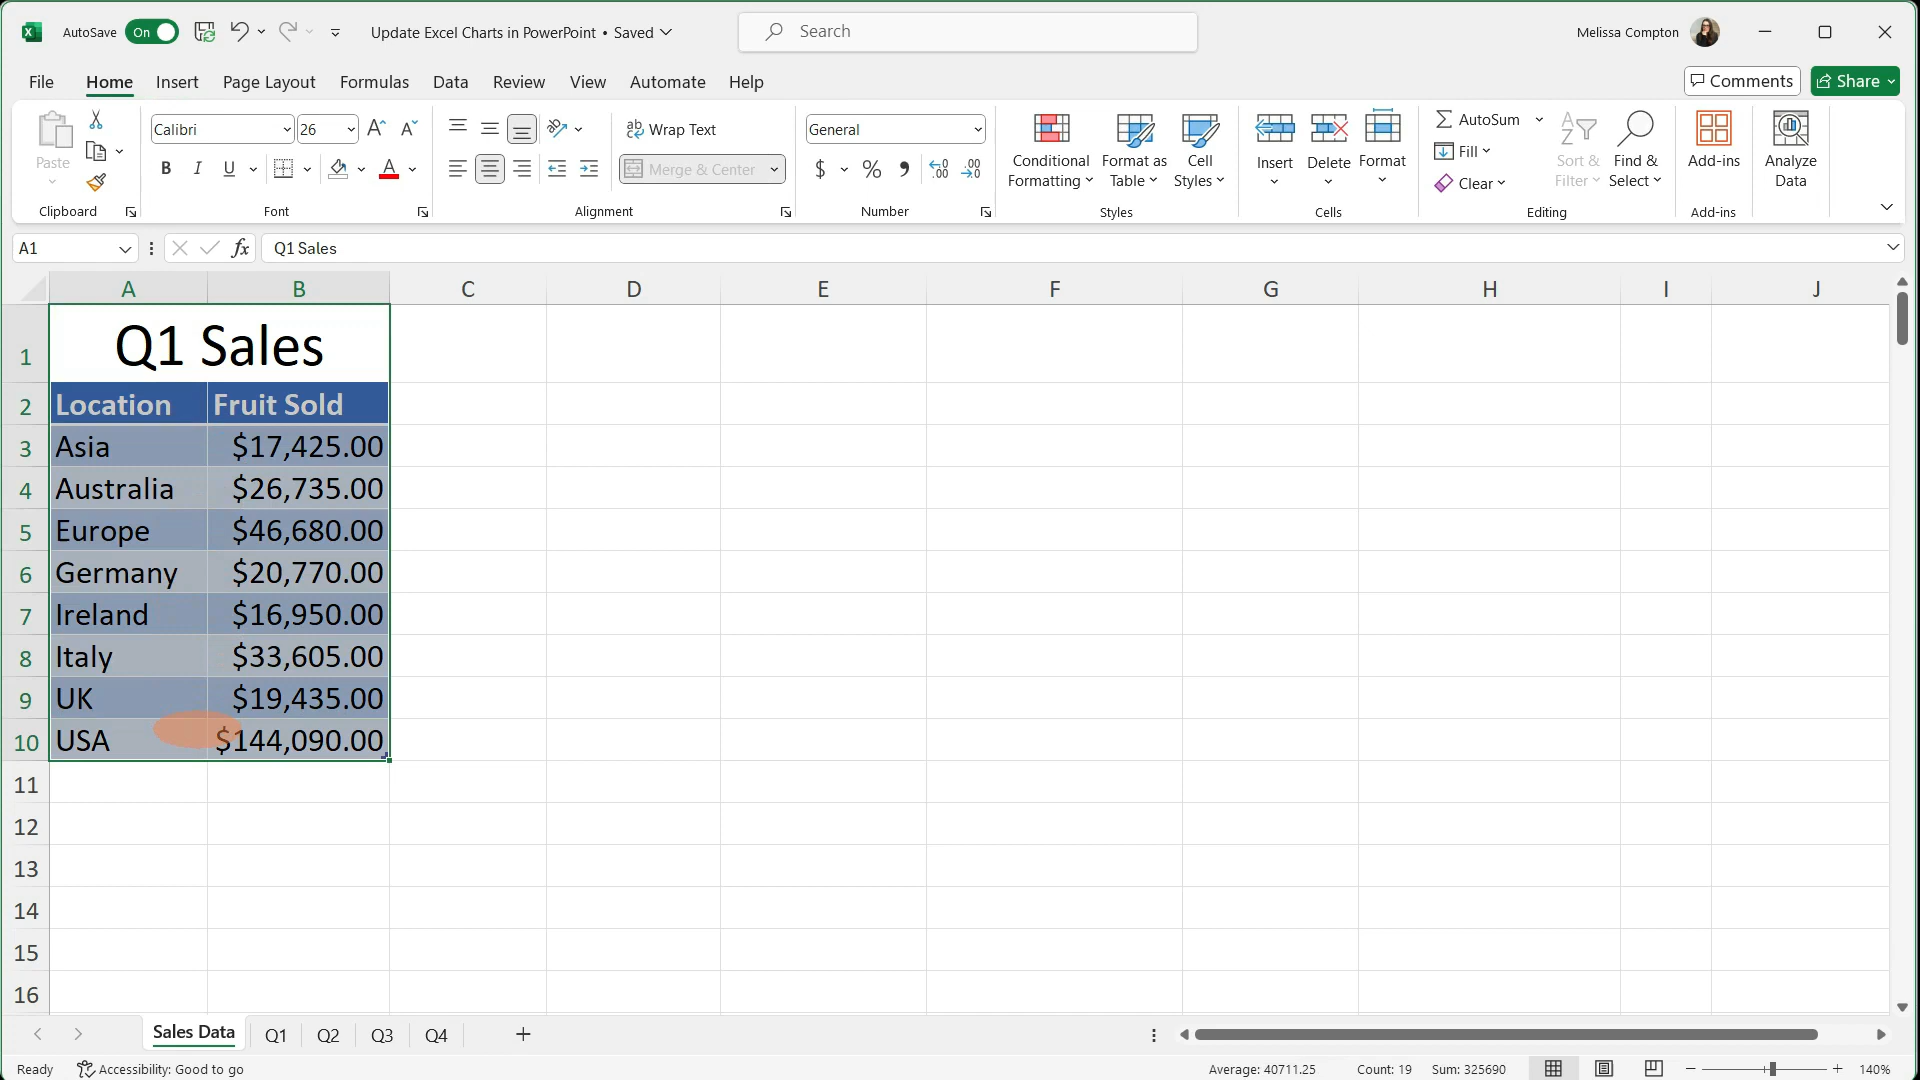 AutoSave On Update Excel Charts in PowerPoint • Saved Search Melissa Compton
File Home Insert Page Layout Formulas Data Review View Automate Help Comments Share
Paste
Clipboard
Calibri 26
B I U A
Font
Wrap Text
Merge & Center
Alignment
General
$ % 9 .00
Number
Conditional Formatting
Format as Table
Cell Styles
Styles
Insert Delete Format
Cells
AutoSum
Fill
Clear
Sort & Filter
Find & Select
Editing
Add-ins
Add-ins
Analyze Data
A1 fx Q1 Sales
A B C D E F G H I J
1 Q1 Sales
2 Location Fruit Sold
3 Asia $17,425.00
4 Australia $26,735.00
5 Europe $46,680.00
6 Germany $20,770.00
7 Ireland $16,950.00
8 Italy $33,605.00
9 UK $19,435.00
10 USA $144,090.00
11
12
13
14
15
16
Sales Data Q1 Q2 Q3 Q4 +
Ready Accessibility: Good to go Average: 40711.25 Count: 19 Sum: 325690 140%